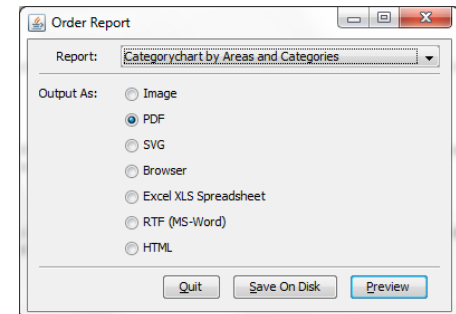 Order Report
Report: Categorychart by Areas and Categories
Output As: Image
PDF
SVG
Browser
Excel XLS Spreadsheet
RTF (MS-Word)
HTML
Quit Save On Disk Preview